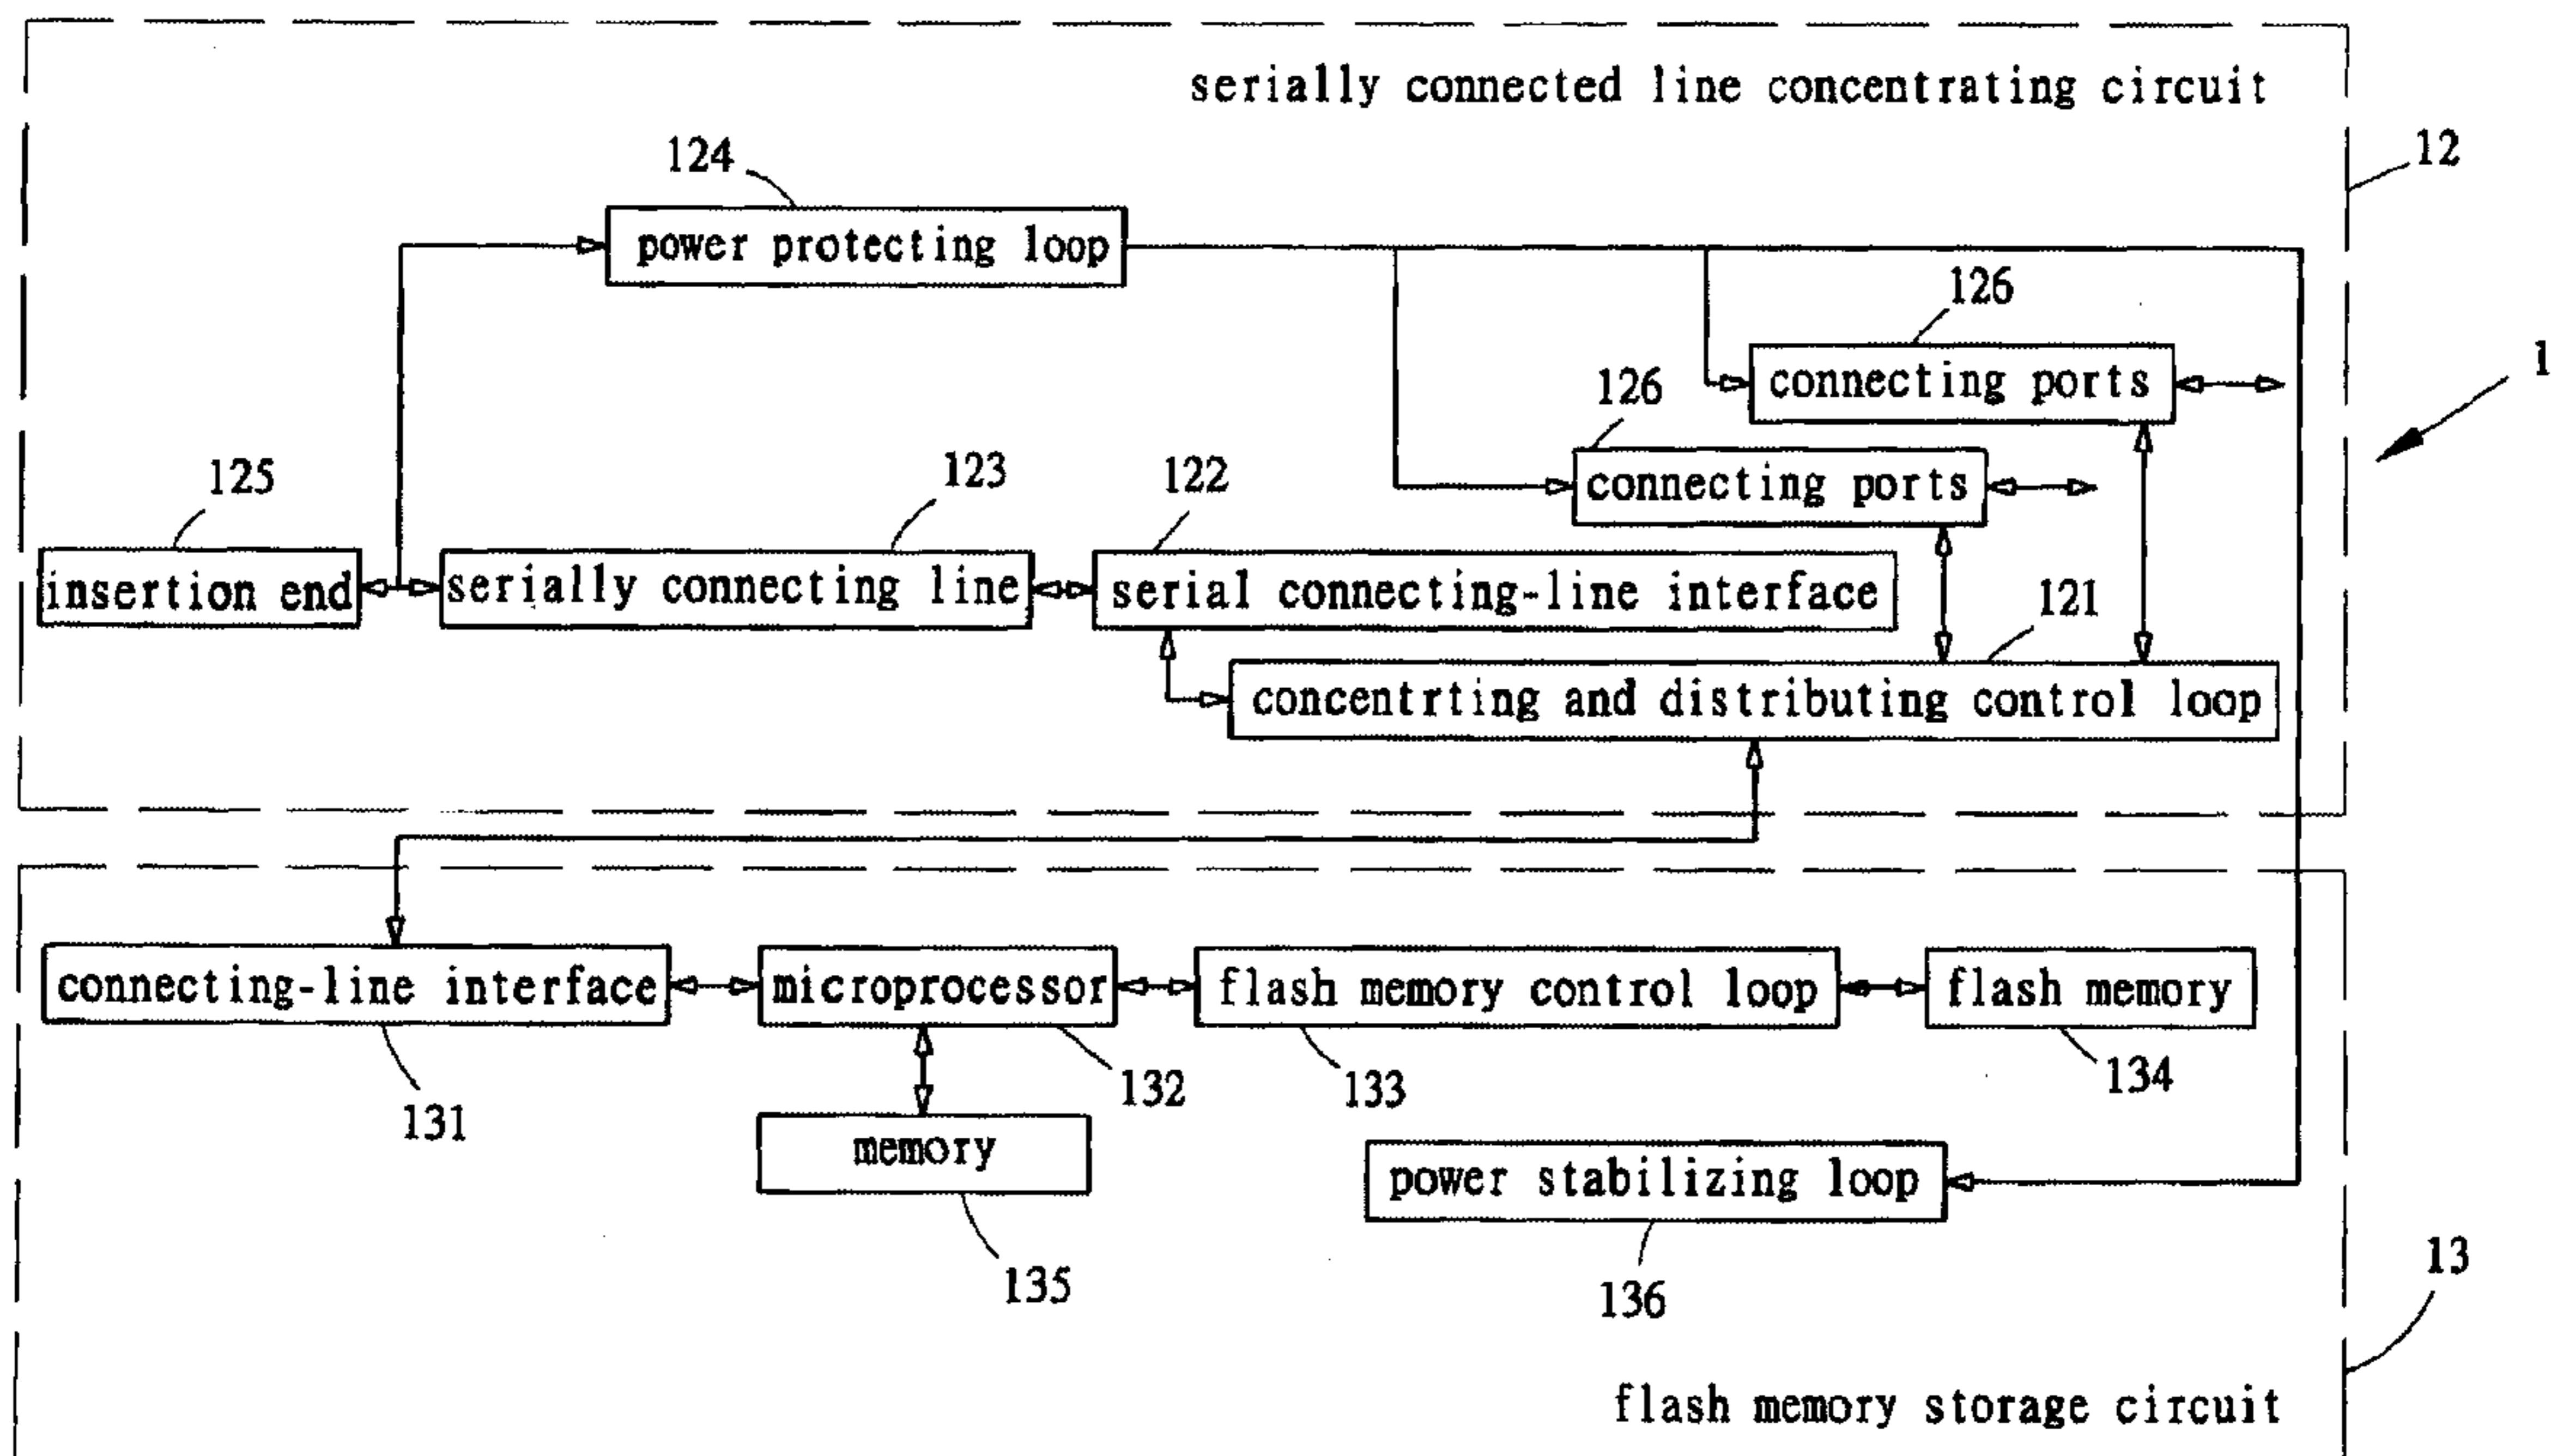 serially connected line concentrating circuit
12
124
power protecting loop
126
connecting ports
1
126
connecting ports
125
123
122
insertion end
serially connecting line
serial connecting-line interface
121
concentrting and distributing control loop
connecting-line interface
microprocessor
flash memory control loop
flash memory
131
132
133
134
memory
135
power stabilizing loop
136
13
flash memory storage circuit